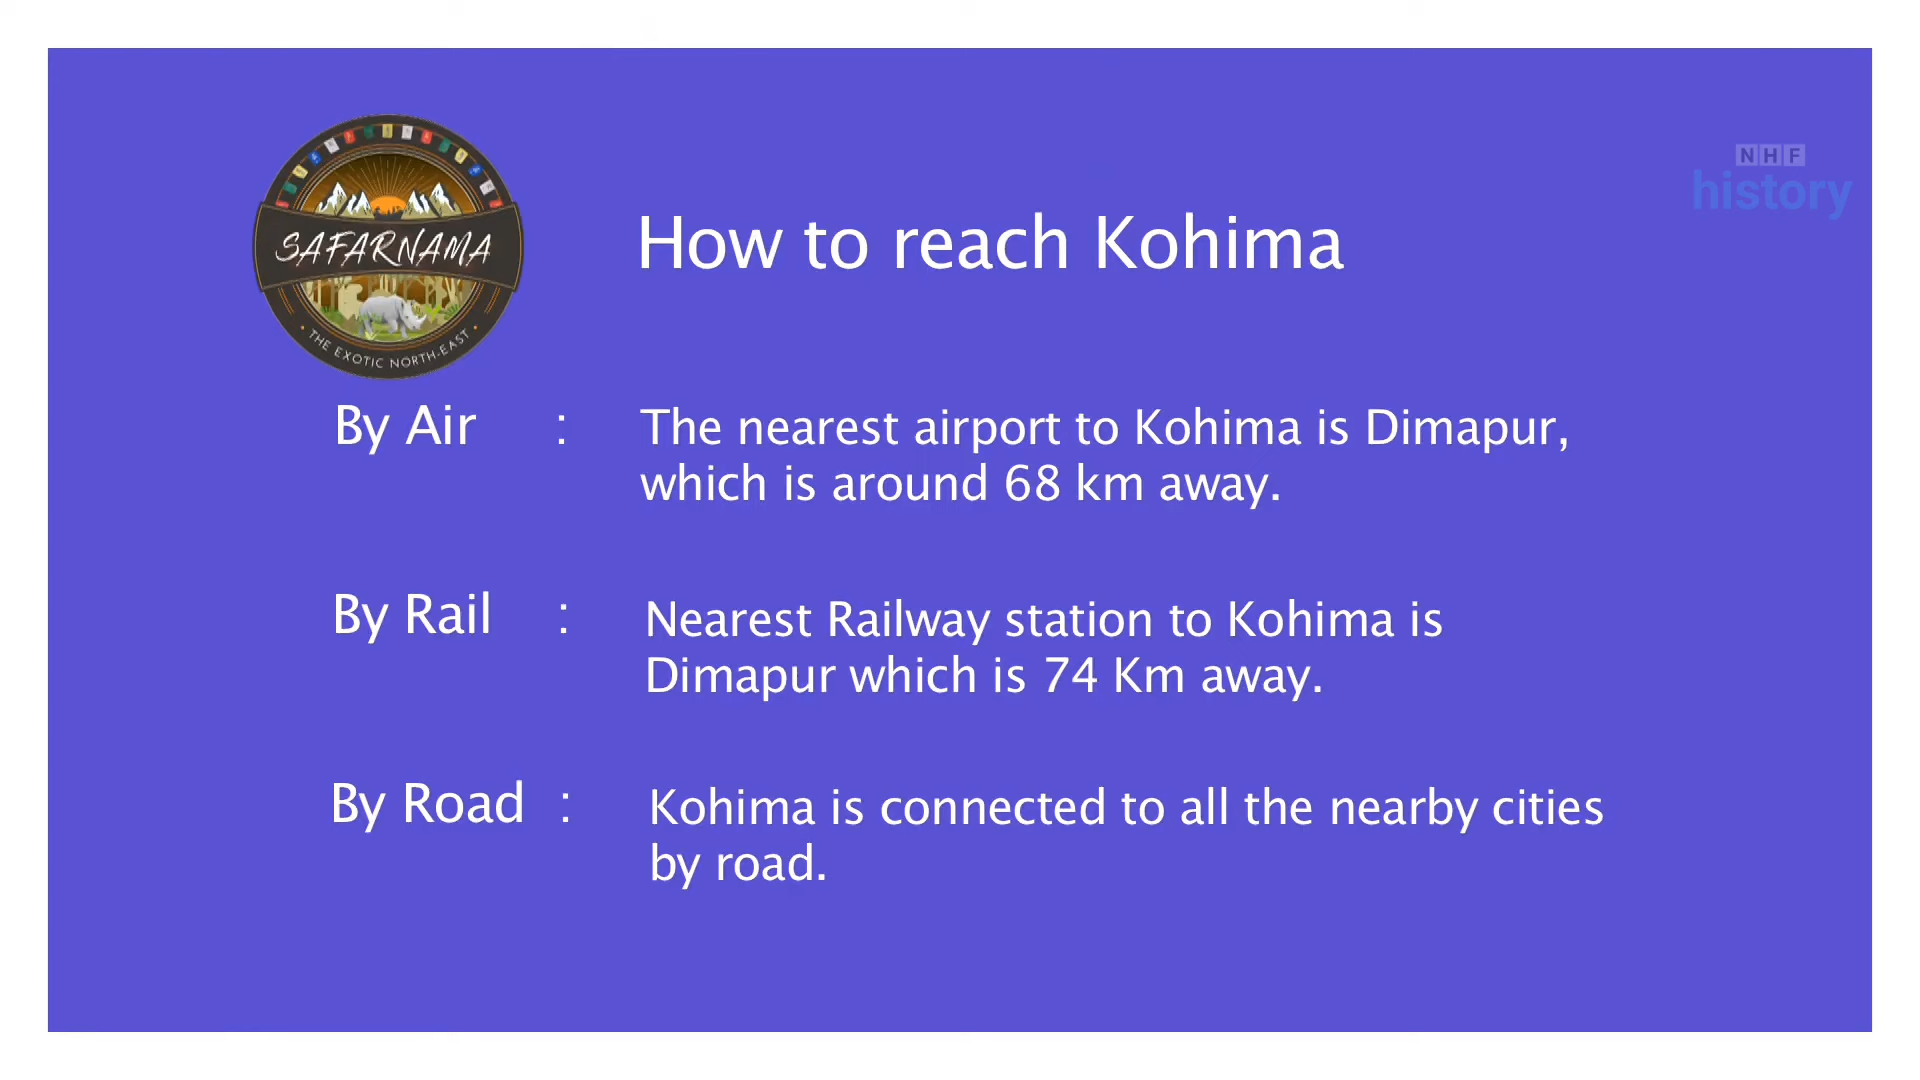 SAFARNAMA
THE EXOTIC NORTH-EAST
NHF
history
How to reach Kohima
By Air : The nearest airport to Kohima is Dimapur,
which is around 68 km away.
By Rail : Nearest Railway station to Kohima is
Dimapur which is 74 Km away.
By Road : Kohima is connected to all the nearby cities
by road.